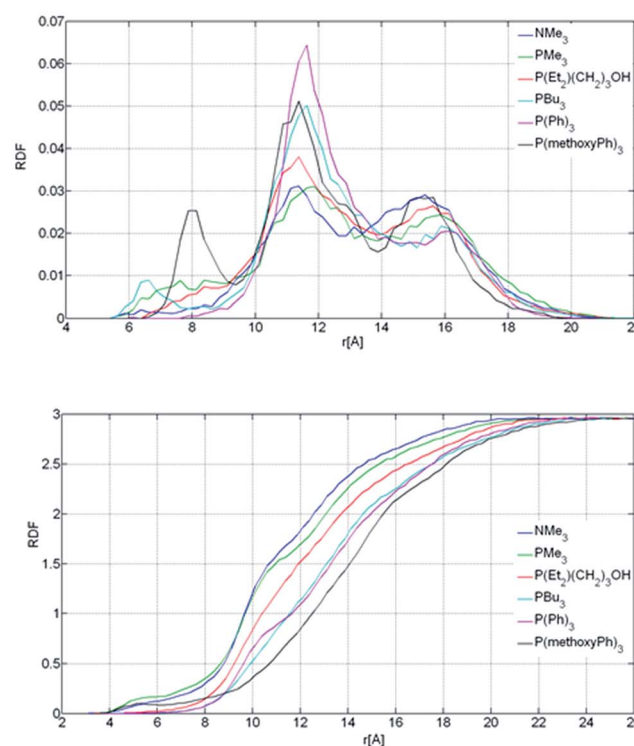 0.07
0.06
0.05
0.04
0.03
0.02
0.01
0
RDF
4 6 8 10 12 14 16 18 20 22
r[A]
NMe3
PMe3
P(Et2)(CH2)3OH
PBu3
P(Ph)3
P(methoxyPh)3
3
2.5
2
1.5
1
0.5
0
RDF
2 4 6 8 10 12 14 16 18 20 22 24 26
r[A]
NMe3
PMe3
P(Et2)(CH2)3OH
PBu3
P(Ph)3
P(methoxyPh)3